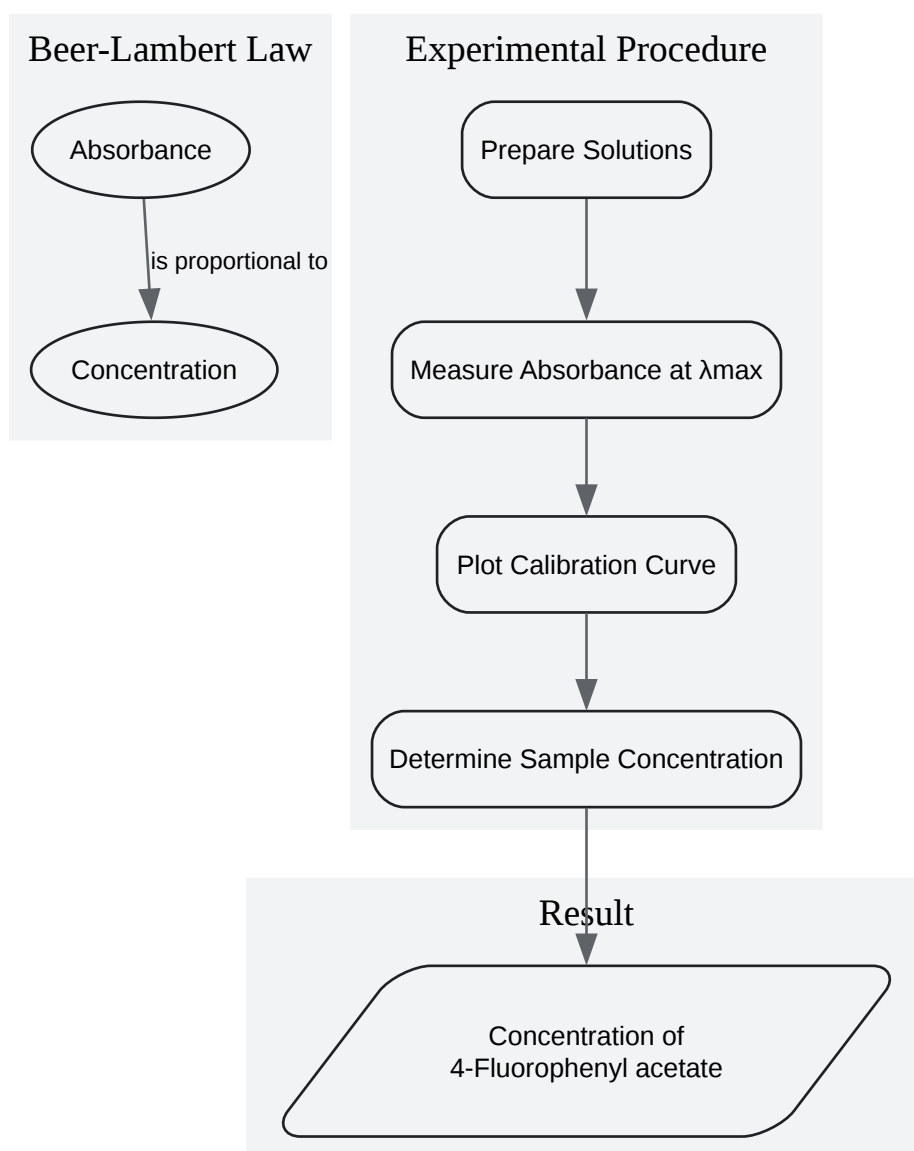 Beer-Lambert Law
Absorbance
is proportional to
Concentration
Experimental Procedure
Prepare Solutions
Measure Absorbance at λmax
Plot Calibration Curve
Determine Sample Concentration
Result
Concentration of
4-Fluorophenyl acetate